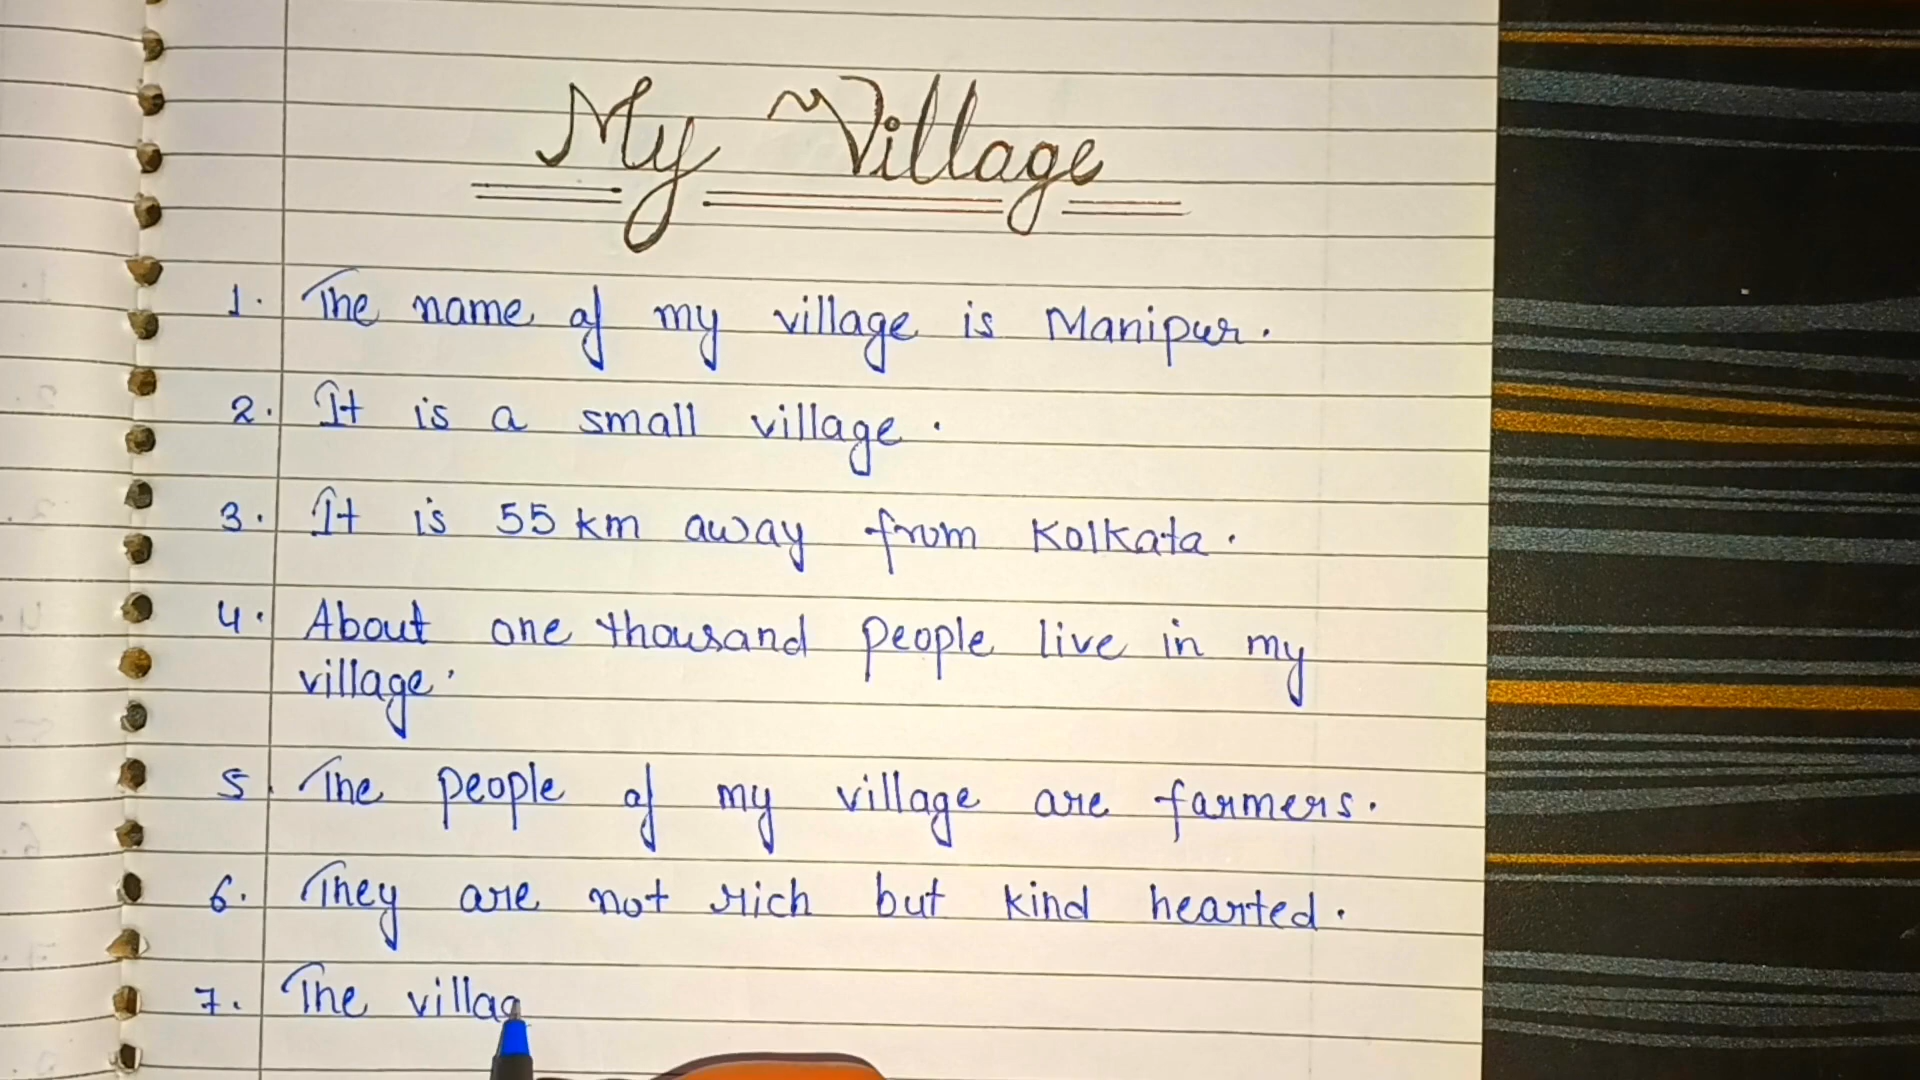 My Village
1. The name of my village is Manipur.
2. It is a small village.
3. It is 55 km away from Kolkata.
4. About one thousand people live in my
village.
5. The people of my village are farmers.
6. They are not rich but kind hearted.
7. The villag